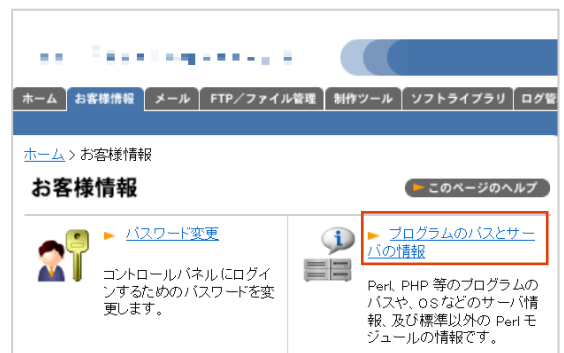 ホーム お客様情報 メール FTP／ファイル管理 制作ツール ソフトライブラリ ログ管
ホーム > お客様情報
お客様情報
このページのヘルプ
パスワード変更
コントロールパネルにログイ
ンするためのパスワードを変
更します。
プログラムのパスとサー
バの情報
Perl、PHP 等のプログラムの
パスや、OSなどのサーバ情
報、及び標準以外の Perl モ
ジュールの情報です。